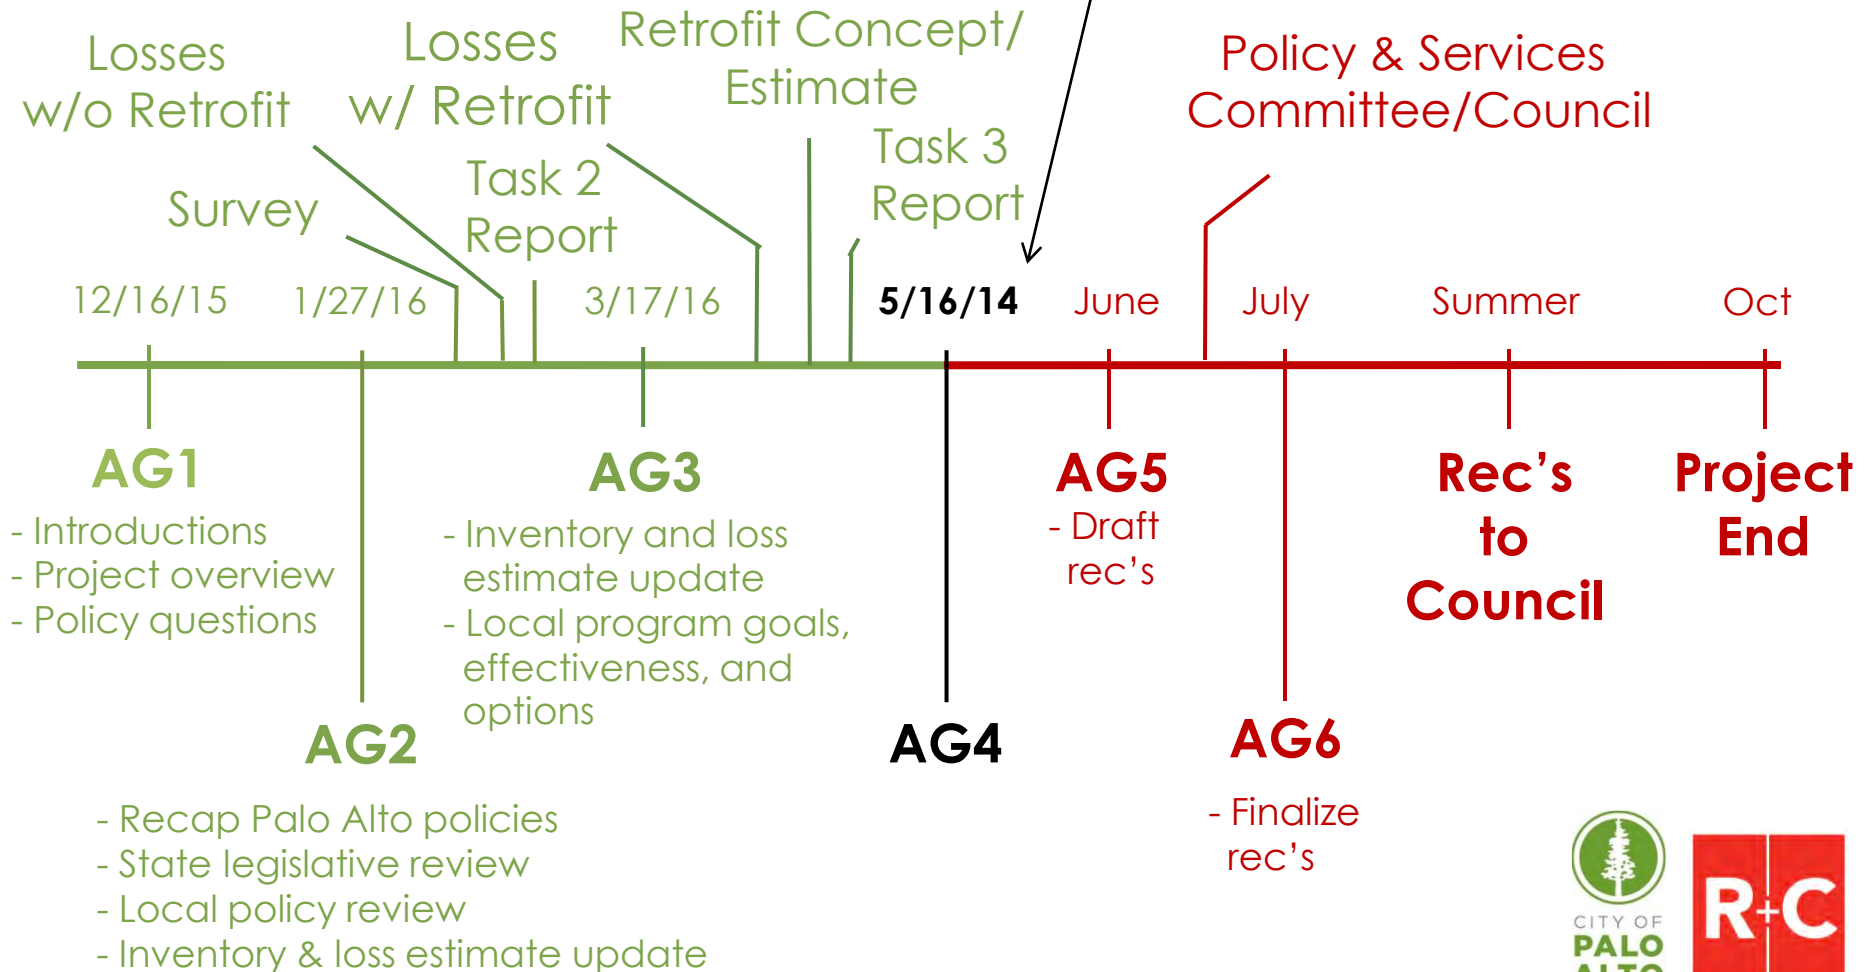 Losses
w/o Retrofit
Losses
w/ Retrofit
Retrofit Concept/
Estimate
Policy & Services
Committee/Council
Survey
Task 2
Report
Task 3
Report
12/16/15
1/27/16
3/17/16
5/16/14
June
July
Summer
Oct
AG1
- Introductions
- Project overview
- Policy questions
AG2
- Recap Palo Alto policies
- State legislative review
- Local policy review
- Inventory & loss estimate update
AG3
- Inventory and loss
estimate update
- Local program goals,
effectiveness, and
options
AG4
AG5
- Draft
rec's
AG6
- Finalize
rec's
Rec's
to
Council
Project
End
CITY OF
PALO
ALTO
R+C